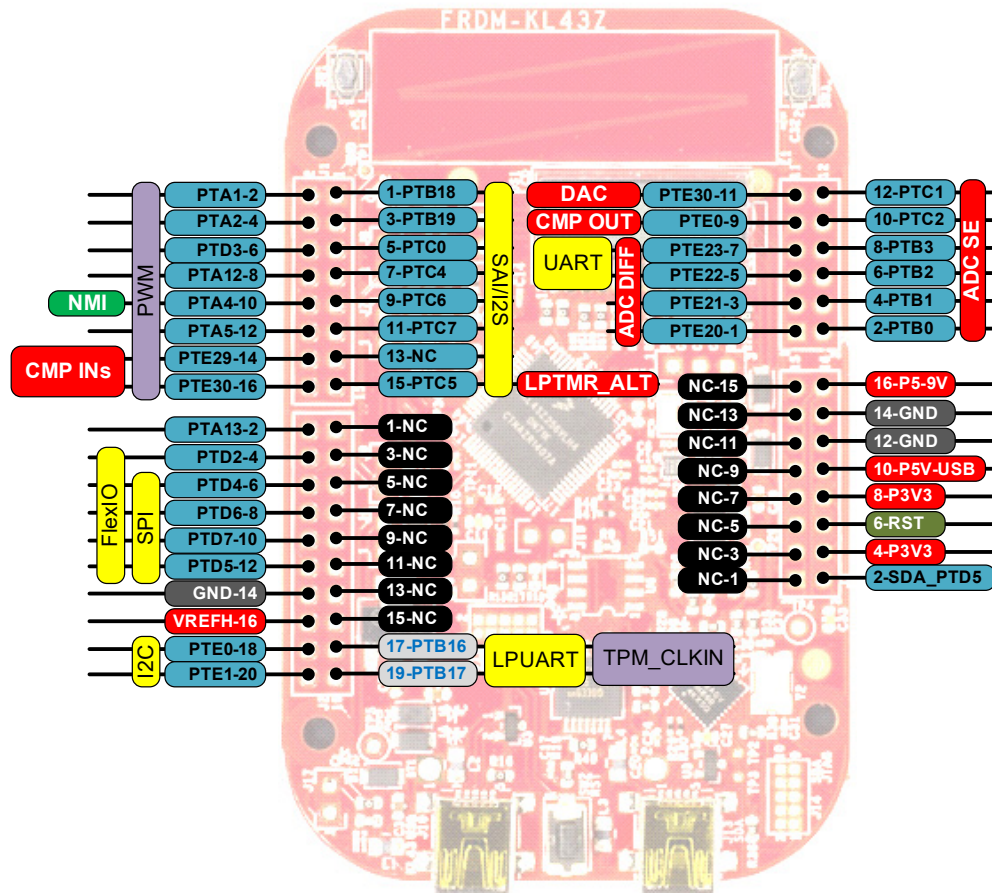 FRDM-KL43Z
PTA1-2
PTA2-4
PTD3-6
PTA12-8
PTA4-10
PTA5-12
PTE29-14
PTE30-16
PWM
NMI
CMP INs
1-PTB18
3-PTB19
5-PTC0
7-PTC4
9-PTC6
11-PTC7
13-NC
15-PTC5
SAI/I2S
LPTMR_ALT
DAC
CMP OUT
UART
ADC DIFF
PTE30-11
PTE0-9
PTE23-7
PTE22-5
PTE21-3
PTE20-1
12-PTC1
10-PTC2
8-PTB3
6-PTB2
4-PTB1
2-PTB0
ADC SE
PTA13-2
PTD2-4
PTD4-6
PTD6-8
PTD7-10
PTD5-12
GND-14
VREFH-16
PTE0-18
PTE1-20
FlexIO
SPI
I2C
1-NC
3-NC
5-NC
7-NC
9-NC
11-NC
13-NC
15-NC
17-PTB16
19-PTB17
LPUART
TPM_CLKIN
NC-15
NC-13
NC-11
NC-9
NC-7
NC-5
NC-3
NC-1
16-P5-9V
14-GND
12-GND
10-P5V-USB
8-P3V3
6-RST
4-P3V3
2-SDA_PTD5